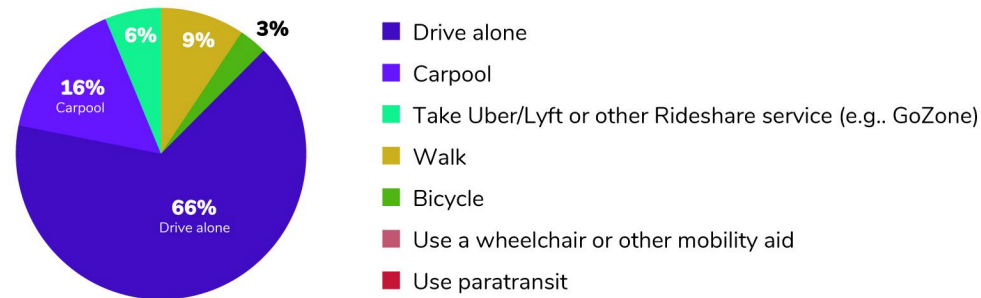 6%
9%
3%
16%
Carpool
66%
Drive alone
Drive alone
Carpool
Take Uber/Lyft or other Rideshare service (e.g.. GoZone)
Walk
Bicycle
Use a wheelchair or other mobility aid
Use paratransit